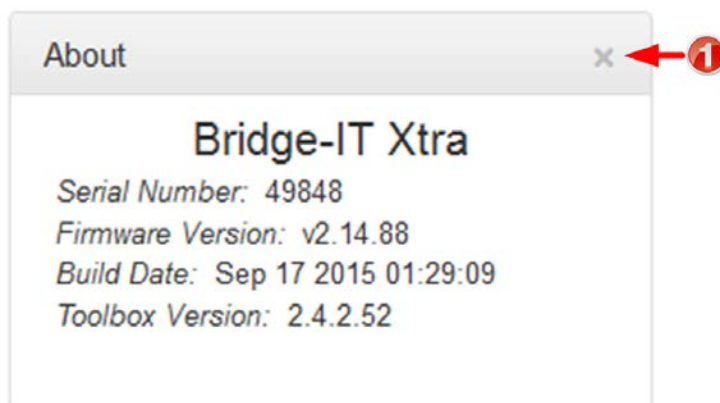 About
1
Bridge-IT Xtra
Serial Number: 49848
Firmware Version: v2.14.88
Build Date: Sep 17 2015 01:29:09
Toolbox Version: 2.4.2.52